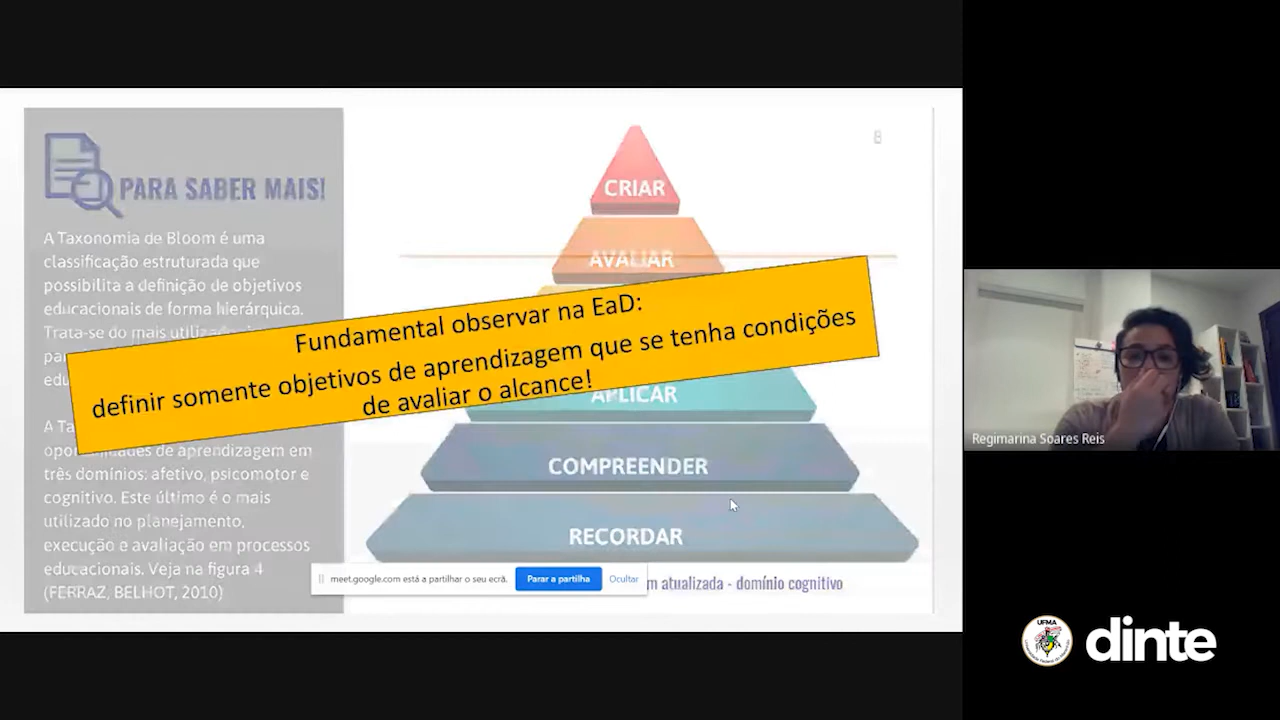 PARA SABER MAIS!
A Taxonomia de Bloom é uma
classificação estruturada que
possibilita a definição de objetivos
educacionais de forma hierárquica.
Trata-se do mais
A
de aprendizagem em
três domínios: afetivo, psicomotor e
cognitivo. Este último é o mais
utilizado no planejamento,
execução e avaliação em processos
educacionais. Veja na figura 4
(FERRAZ, BELHOT, 2010)
8
CRIAR
AVALIAR
Fundamental observar na EaD:
definir somente objetivos de aprendizagem que se tenha condições
de avaliar o alcance!
APLICAR
COMPREENDER
RECORDAR
atualizada - domínio cognitivo
meet.google.com está a partilhar o seu ecrã.
Parar a partilha
Ocultar
Regimarina Soares Reis
UFMA
dinte